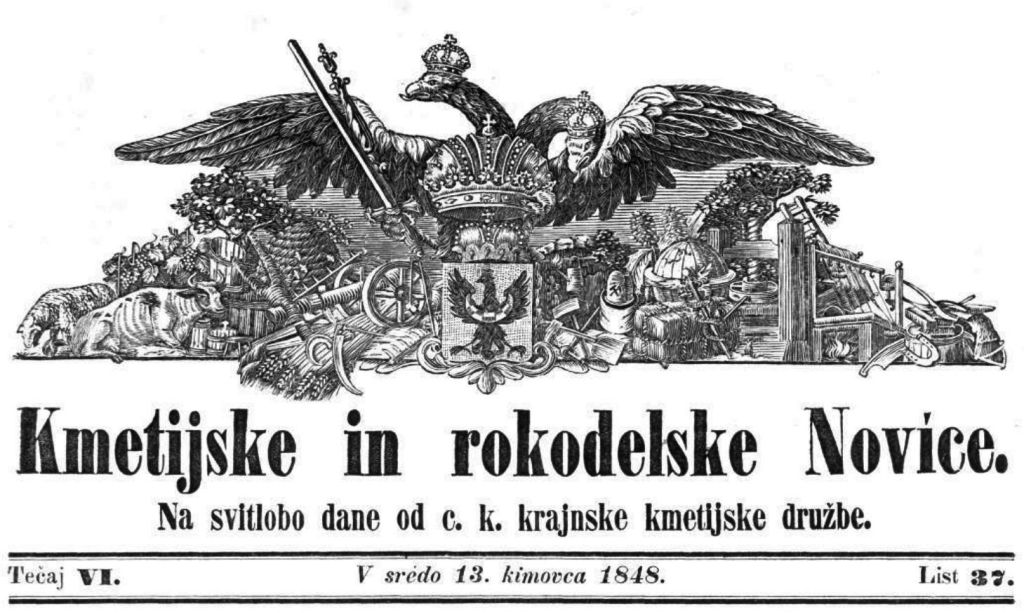 Kmetijske in rokodelske Novice.
Na svitlobo dane od c. k. krajnske kmetijske družbe.
Tečaj VI. V srédo 13. kimovca 1848. List 37.